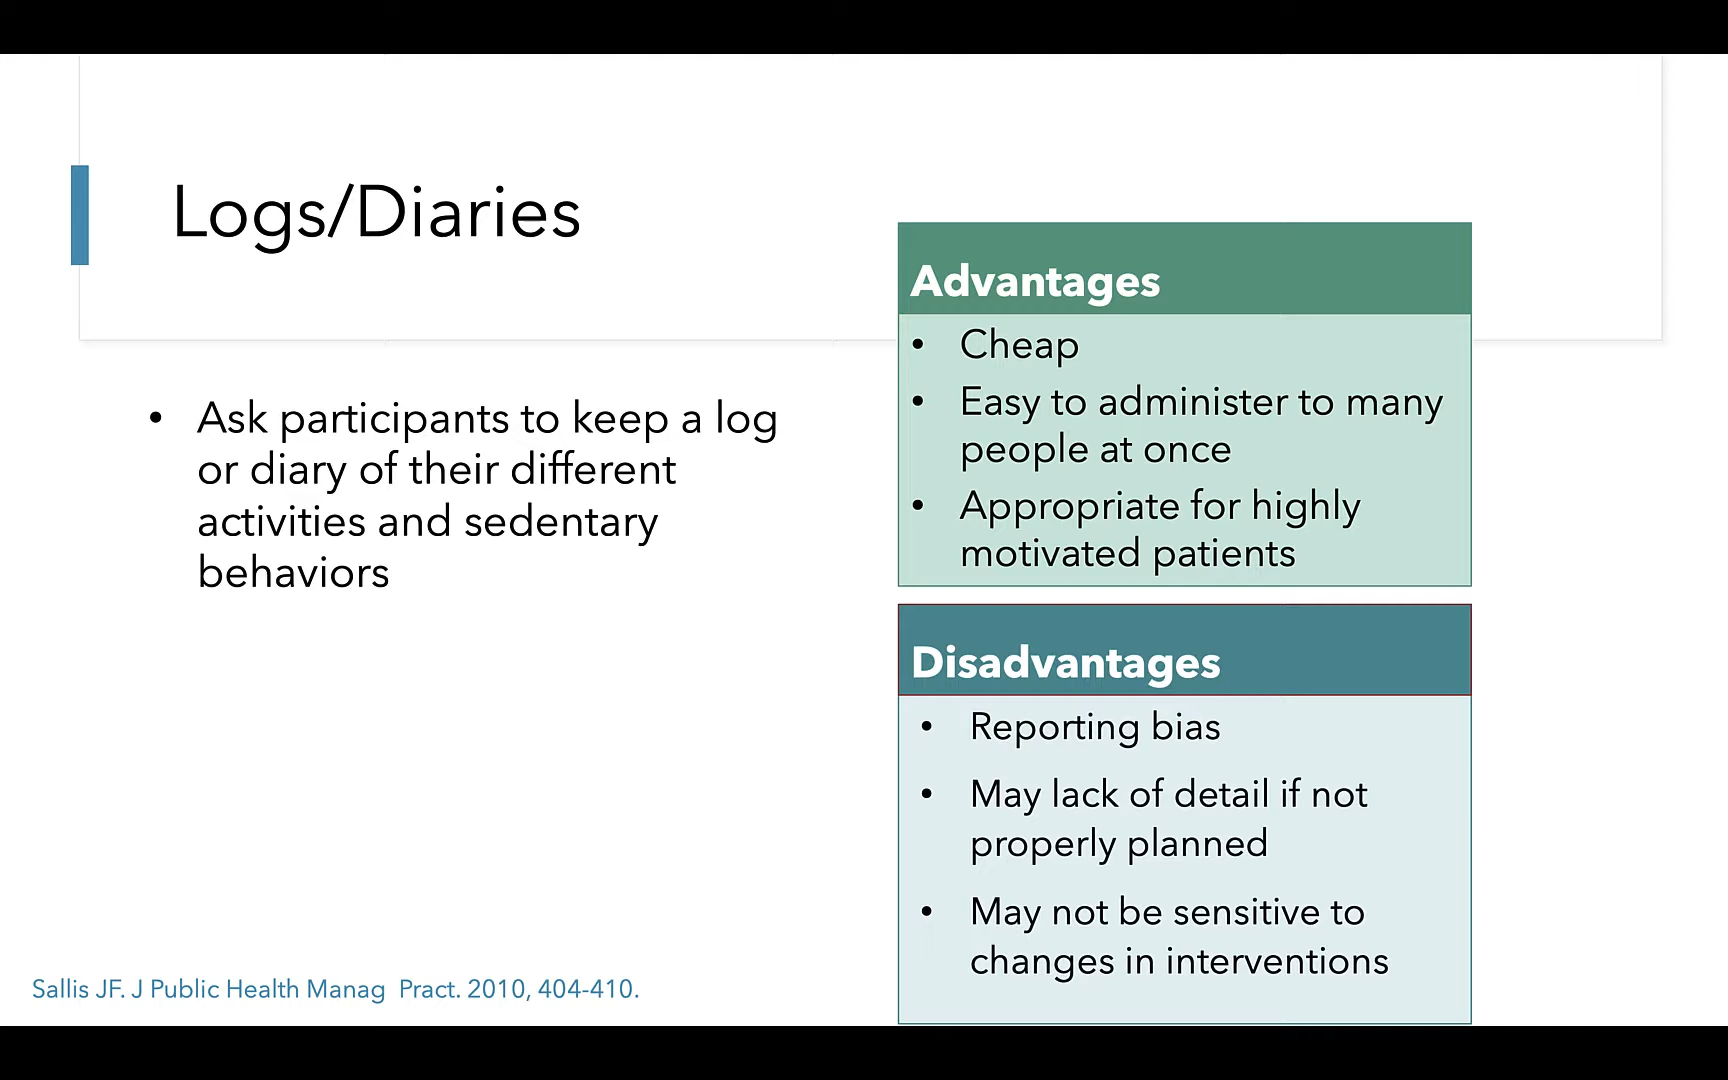 Logs/Diaries
• Ask participants to keep a log
or diary of their different
activities and sedentary
behaviors
Advantages
• Cheap
• Easy to administer to many
people at once
• Appropriate for highly
motivated patients
Disadvantages
• Reporting bias
• May lack of detail if not
properly planned
• May not be sensitive to
changes in interventions
Sallis JF. J Public Health Manag  Pract. 2010, 404-410.